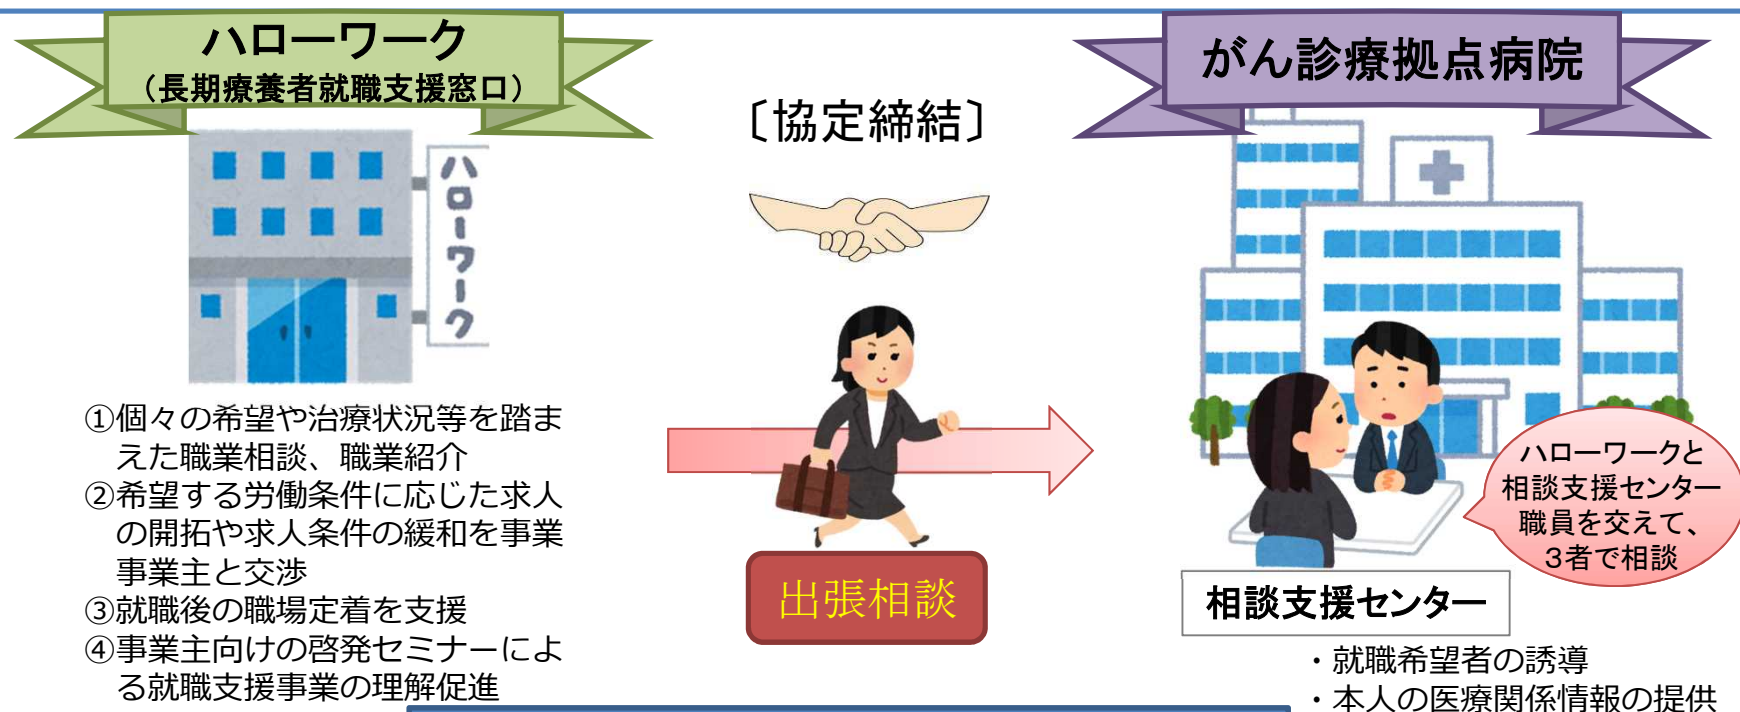 ハローワーク
（長期療養者就職支援窓口）
ハローワーク
①個々の希望や治療状況等を踏ま
えた職業相談、職業紹介
②希望する労働条件に応じた求人
の開拓や求人条件の緩和を事業
事業主と交渉
③就職後の職場定着を支援
④事業主向けの啓発セミナーによ
る就職支援事業の理解促進
〔協定締結〕
出張相談
がん診療拠点病院
ハローワークと
相談支援センター
職員を交えて、
３者で相談
相談支援センター
・就職希望者の誘導
・本人の医療関係情報の提供